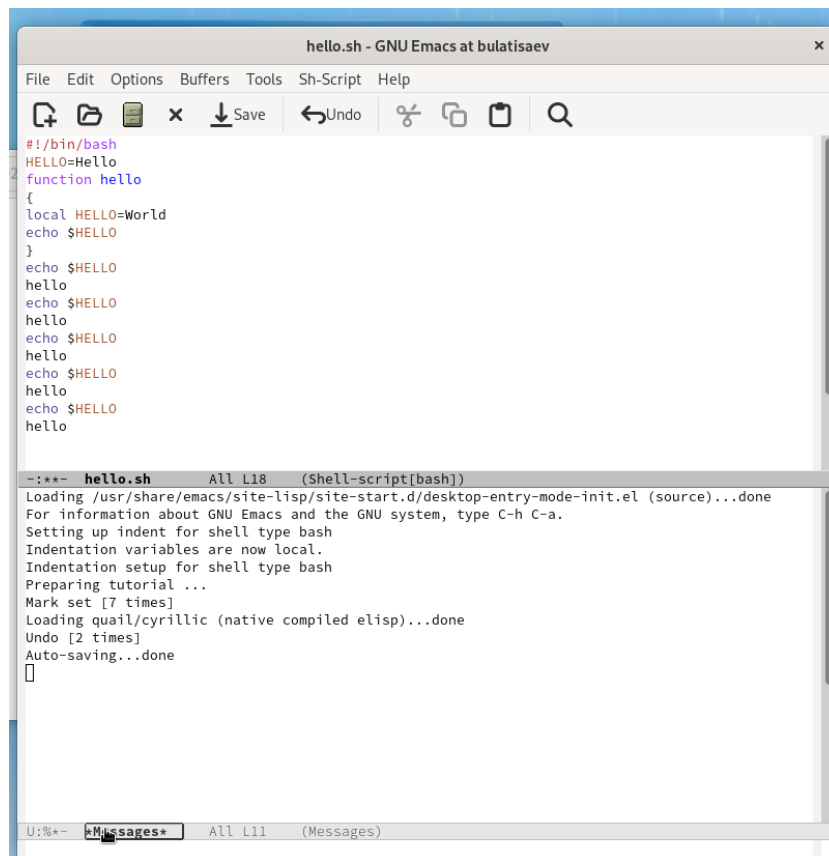 hello.sh - GNU Emacs at bulatisaev
File Edit Options Buffers Tools Sh-Script Help
Save Undo
#!/bin/bash
HELLO=Hello
function hello
{
local HELLO=World
echo $HELLO
}
echo $HELLO
hello
echo $HELLO
hello
echo $HELLO
hello
echo $HELLO
hello
echo $HELLO
hello
-:**- hello.sh All L18 (Shell-script[bash])
Loading /usr/share/emacs/site-lisp/site-start.d/desktop-entry-mode-init.el (source)...done
For information about GNU Emacs and the GNU system, type C-h C-a.
Setting up indent for shell type bash
Indentation variables are now local.
Indentation setup for shell type bash
Preparing tutorial ...
Mark set [7 times]
Loading quail/cyrillic (native compiled elisp)...done
Undo [2 times]
Auto-saving...done
U:%*- *Messages* All L11 (Messages)